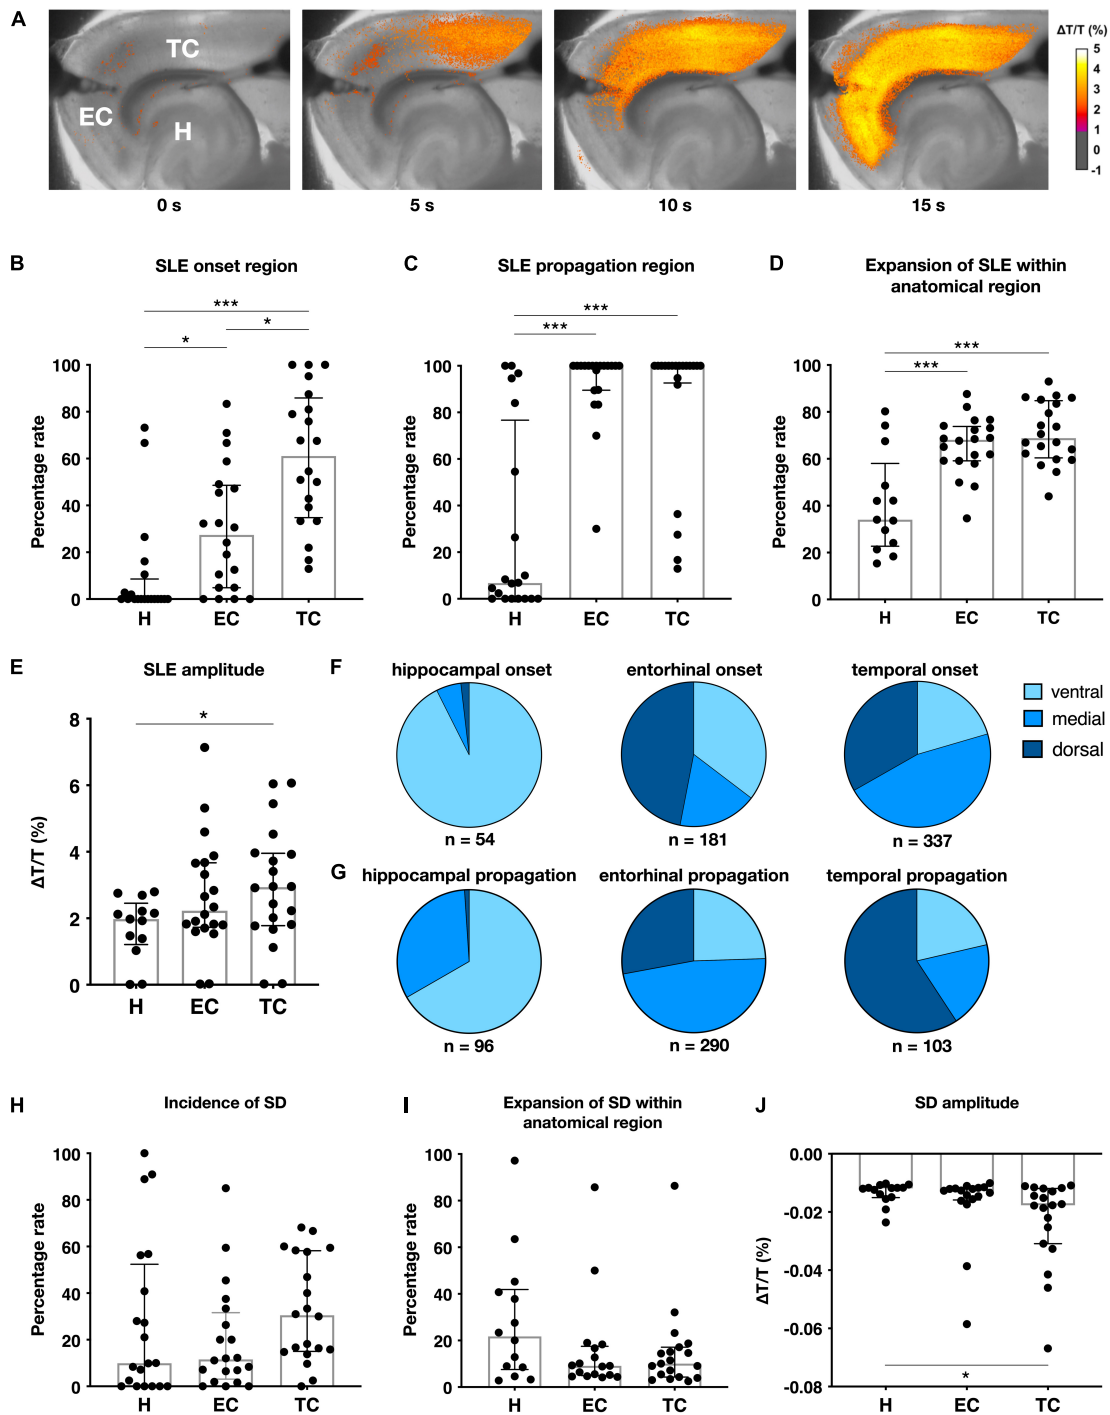 A
TC
EC
H
0 s
5 s
10 s
15 s
ΔT/T (%)
5
4
3
2
1
0
-1
B
SLE onset region
***
*
*
Percentage rate
100
80
60
40
20
0
H
EC
TC
C
SLE propagation region
***
***
Percentage rate
100
80
60
40
20
0
H
EC
TC
D
Expansion of SLE within
anatomical region
***
***
Percentage rate
100
80
60
40
20
0
H
EC
TC
E
SLE amplitude
*
ΔT/T (%)
8
6
4
2
0
H
EC
TC
F
hippocampal onset
entorhinal onset
temporal onset
n = 54
n = 181
n = 337
ventral
medial
dorsal
G
hippocampal propagation
entorhinal propagation
temporal propagation
n = 96
n = 290
n = 103
H
Incidence of SD
Percentage rate
100
80
60
40
20
0
H
EC
TC
I
Expansion of SD within
anatomical region
Percentage rate
100
80
60
40
20
0
H
EC
TC
J
SD amplitude
ΔT/T (%)
0.00
-0.02
-0.04
-0.06
-0.08
*
H
EC
TC